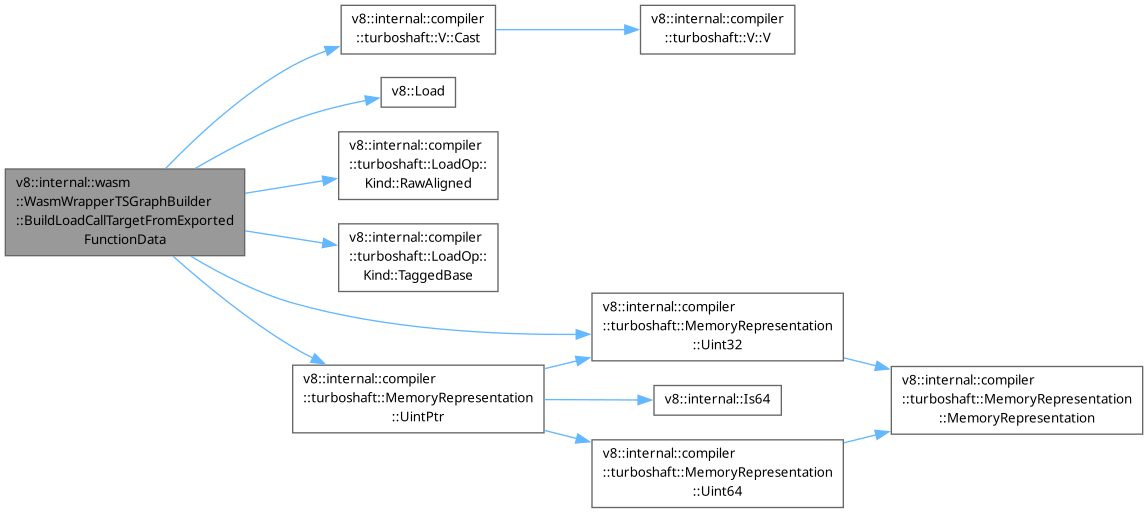 v8::internal::compiler
::turboshaft::V::Cast
v8::internal::compiler
::turboshaft::V::V
v8::Load
v8::internal::compiler
::turboshaft::LoadOp::
Kind::RawAligned
v8::internal::wasm
::WasmWrapperTSGraphBuilder
::BuildLoadCallTargetFromExported
FunctionData
v8::internal::compiler
::turboshaft::LoadOp::
Kind::TaggedBase
v8::internal::compiler
::turboshaft::MemoryRepresentation
::Uint32
v8::internal::compiler
::turboshaft::MemoryRepresentation
::UintPtr
v8::internal::Is64
v8::internal::compiler
::turboshaft::MemoryRepresentation
::MemoryRepresentation
v8::internal::compiler
::turboshaft::MemoryRepresentation
::Uint64